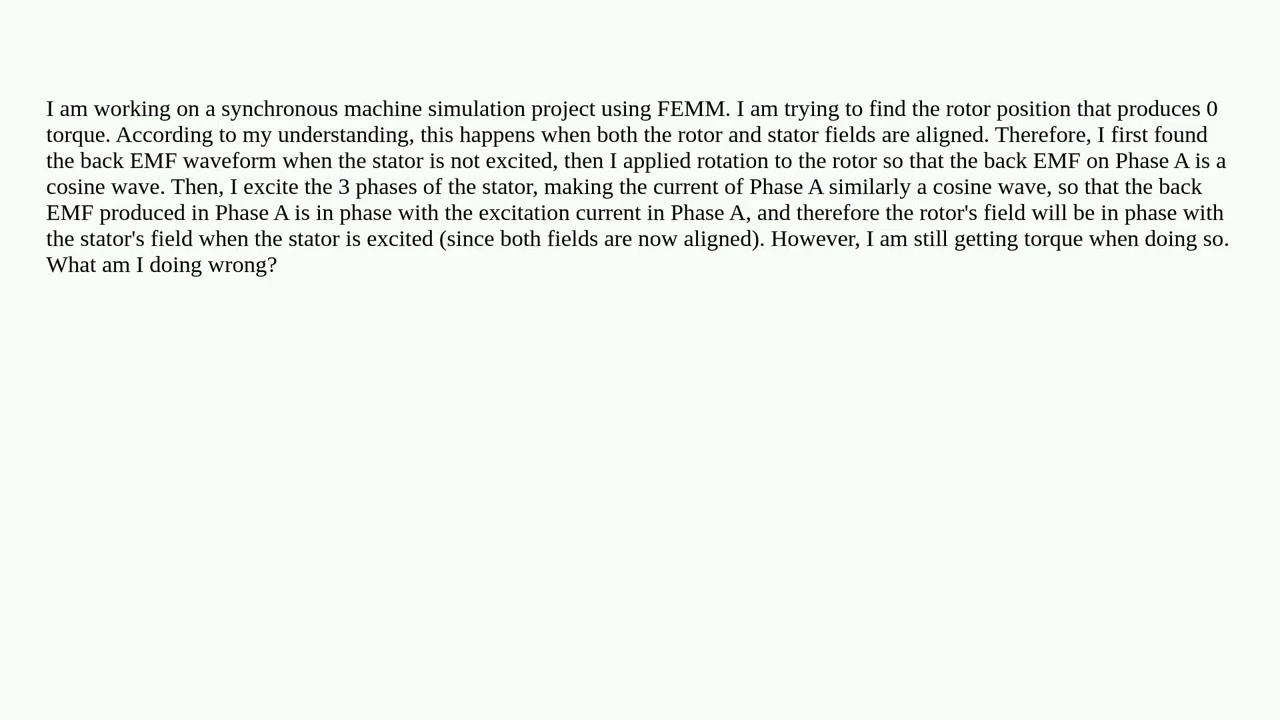 I am working on a synchronous machine simulation project using FEMM. I am trying to find the rotor position that produces 0
torque. According to my understanding, this happens when both the rotor and stator fields are aligned. Therefore, I first found
the back EMF waveform when the stator is not excited, then I applied rotation to the rotor so that the back EMF on Phase A is a
cosine wave. Then, I excite the 3 phases of the stator, making the current of Phase A similarly a cosine wave, so that the back
EMF produced in Phase A is in phase with the excitation current in Phase A, and therefore the rotor's field will be in phase with
the stator's field when the stator is excited (since both fields are now aligned). However, I am still getting torque when doing so.
What am I doing wrong?